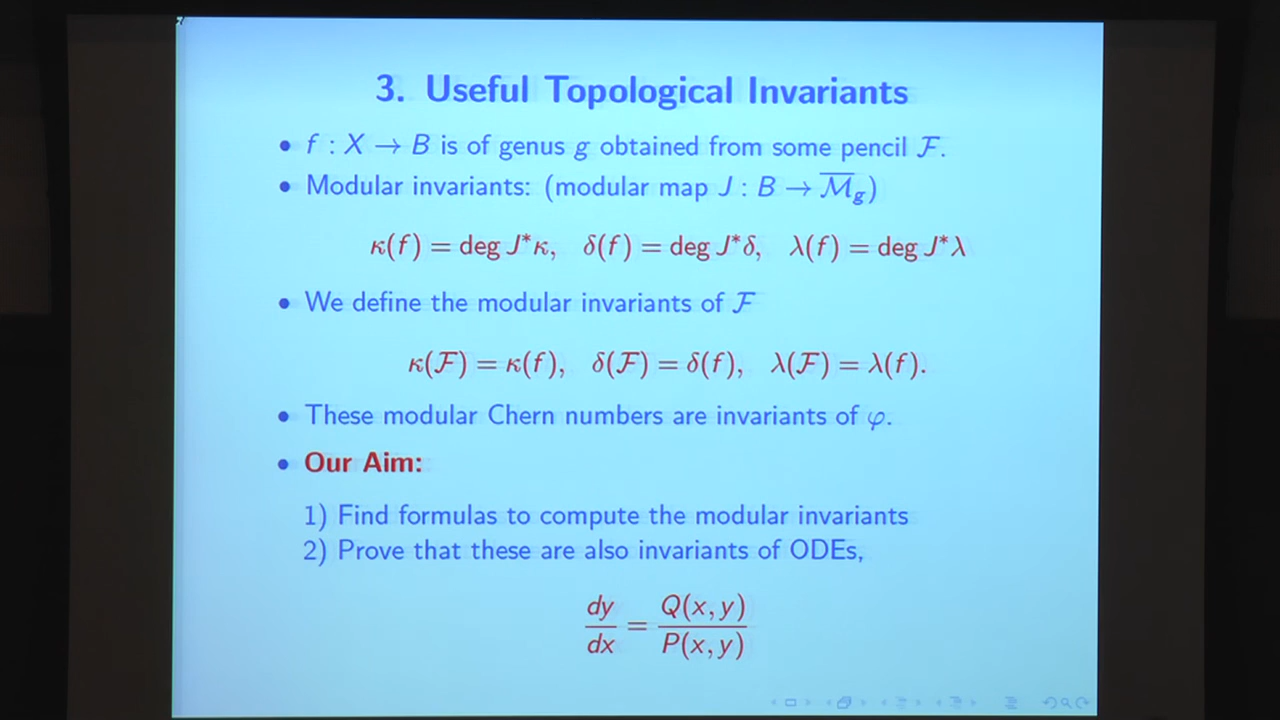 3. Useful Topological Invariants
• f : X → B is of genus g obtained from some pencil ℱ.
• Modular invariants: (modular map J : B → ℳ̅_g)
κ(f) = deg J*κ, δ(f) = deg J*δ, λ(f) = deg J*λ
• We define the modular invariants of ℱ
κ(ℱ) = κ(f), δ(ℱ) = δ(f), λ(ℱ) = λ(f).
• These modular Chern numbers are invariants of φ.
• Our Aim:
1) Find formulas to compute the modular invariants
2) Prove that these are also invariants of ODEs,
dy/dx = Q(x, y)/P(x, y)